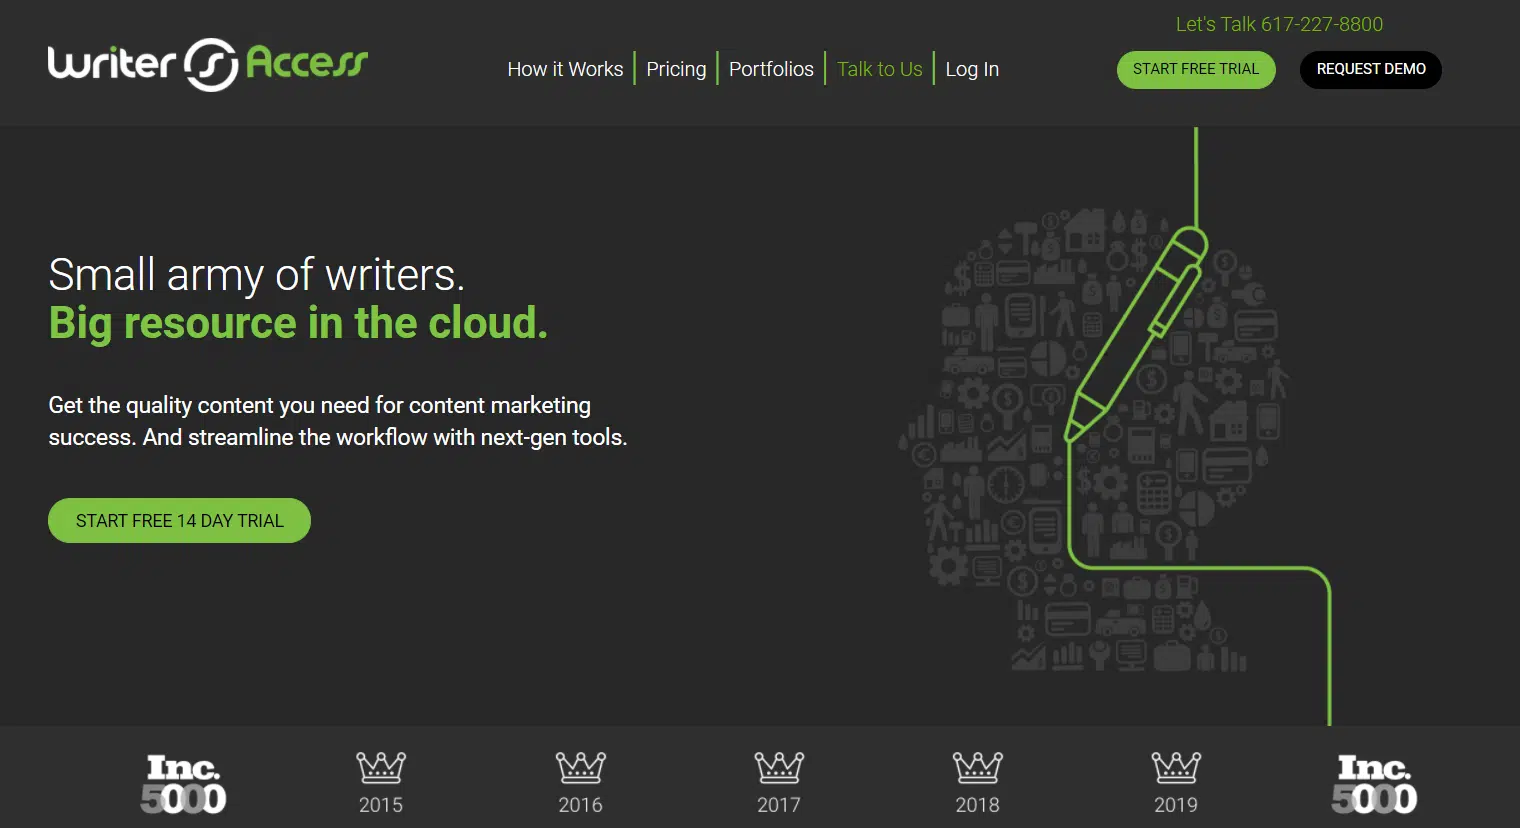 Let's Talk 617-227-8800
Writer Access
How it Works
Pricing
Portfolios
Talk to Us
Log In
START FREE TRIAL
REQUEST DEMO
Small army of writers.
Big resource in the cloud.
Get the quality content you need for content marketing
success. And streamline the workflow with next-gen tools.
START FREE 14 DAY TRIAL
Inc.
5000
2015
2016
2017
2018
2019
Inc.
5000